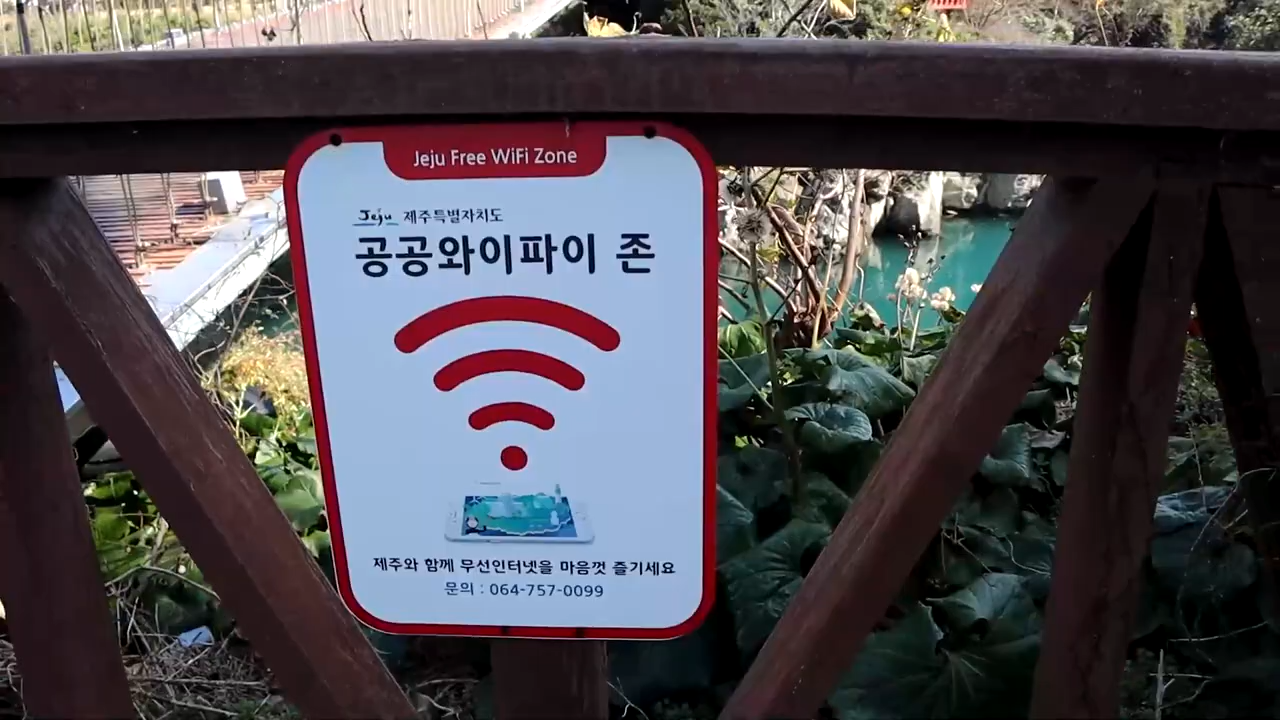 Jeju Free WiFi Zone
Jeju 제주특별자치도
공공와이파이 존
제주와 함께 무선인터넷을 마음껏 즐기세요
문의 : 064-757-0099